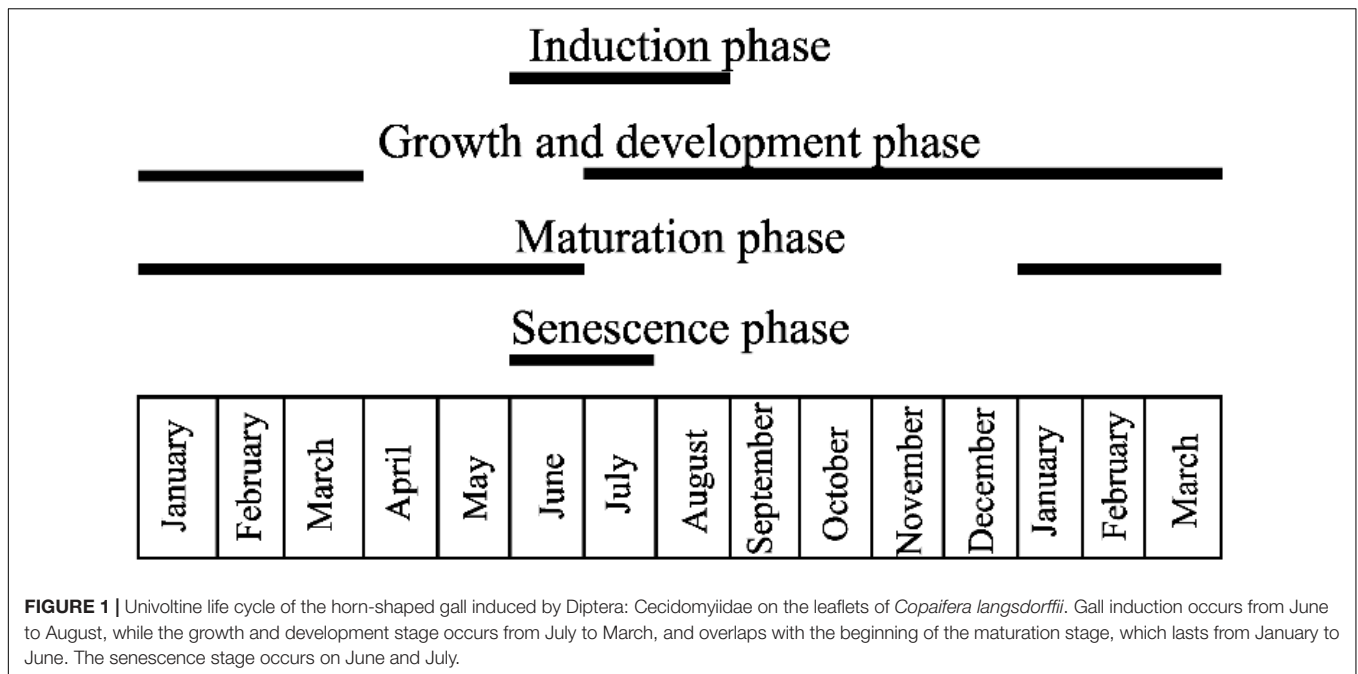 Induction phase
Growth and development phase
Maturation phase
Senescence phase
January
February
March
April
May
June
July
August
September
October
November
December
January
February
March
FIGURE 1 | Univoltine life cycle of the horn-shaped gall induced by Diptera: Cecidomyiidae on the leaflets of Copaifera langsdorffii. Gall induction occurs from June
to August, while the growth and development stage occurs from July to March, and overlaps with the beginning of the maturation stage, which lasts from January to
June. The senescence stage occurs on June and July.